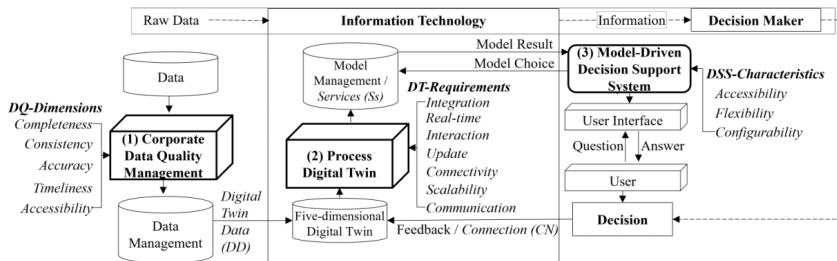 Raw Data
Information Technology
Information
Decision Maker
Data
DQ-Dimensions
Completeness
Consistency
Accuracy
Timeliness
Accessibility
(1) Corporate
Data Quality
Management
Data
Management
Digital
Twin
Data
(DD)
Model
Management /
Services (Ss)
Model Result
Model Choice
(2) Process
Digital Twin
DT-Requirements
Integration
Real-time
Interaction
Update
Connectivity
Scalability
Communication
Five-dimensional
Digital Twin
Feedback / Connection (CN)
(3) Model-Driven
Decision Support
System
DSS-Characteristics
Accessibility
Flexibility
Configurability
User Interface
Question
Answer
User
Decision